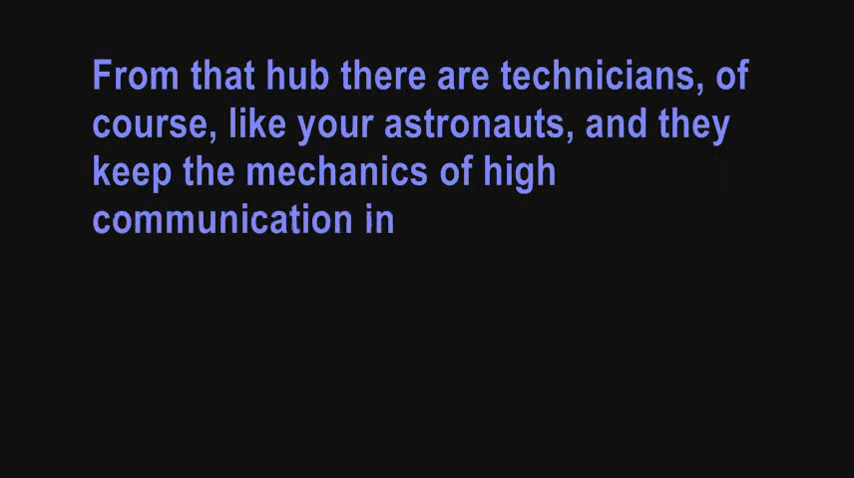 From that hub there are technicians, of
course, like your astronauts, and they
keep the mechanics of high
communication in